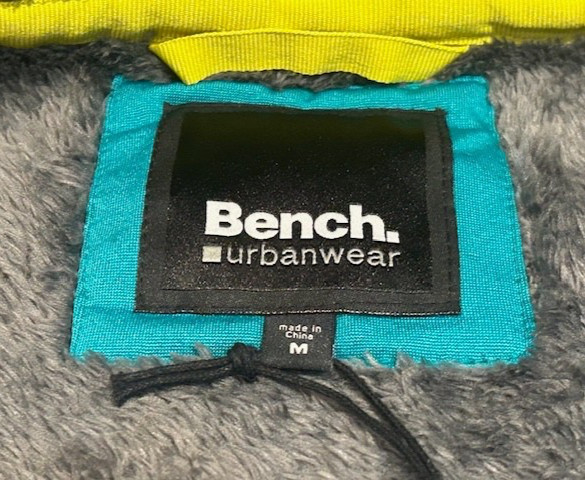 Bench.
urbanwear
made in
China
M